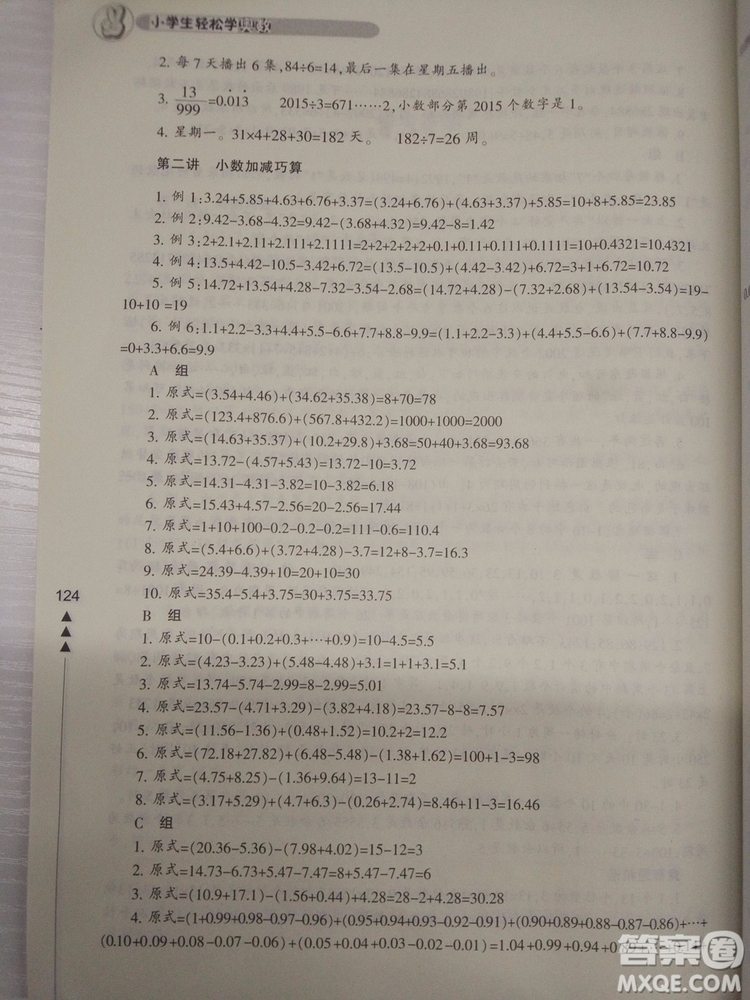 小学生轻松学奥数
2. 每 7 天播出 6 集,84÷6=14,最后一集在星期五播出。
3. 13/999=0.0̇13̇  2015÷3=671……2,小数部分第 2015 个数字是 1。
4. 星期一。31×4+28+30=182 天。 182÷7=26 周。
第二讲 小数加减巧算
1. 例 1:3.24+5.85+4.63+6.76+3.37=(3.24+6.76)+(4.63+3.37)+5.85=10+8+5.85=23.85
2. 例 2:9.42-3.68-4.32=9.42-(3.68+4.32)=9.42-8=1.42
3. 例 3:2+2.1+2.11+2.111+2.1111=2+2+2+2+2+0.1+0.11+0.111+0.1111=10+0.4321=10.4321
4. 例 4:13.5+4.42-10.5-3.42+6.72=(13.5-10.5)+(4.42-3.42)+6.72=3+1+6.72=10.72
5. 例 5:14.72+13.54+4.28-7.32-3.54-2.68=(14.72+4.28)-(7.32+2.68)+(13.54-3.54)=19-
10+10 =19
6. 例 6:1.1+2.2-3.3+4.4+5.5-6.6+7.7+8.8-9.9=(1.1+2.2-3.3)+(4.4+5.5-6.6)+(7.7+8.8-9.9)
=0+3.3+6.6=9.9
A 组
1. 原式=(3.54+4.46)+(34.62+35.38)=8+70=78
2. 原式=(123.4+876.6)+(567.8+432.2)=1000+1000=2000
3. 原式=(14.63+35.37)+(10.2+29.8)+3.68=50+40+3.68=93.68
4. 原式=13.72-(4.57+5.43)=13.72-10=3.72
5. 原式=14.31-4.31-3.82=10-3.82=6.18
6. 原式=15.43+4.57-2.56=20-2.56=17.44
7. 原式=1+10+100-0.2-0.2-0.2=111-0.6=110.4
8. 原式=(5.4+6.6)+(3.72+4.28)-3.7=12+8-3.7=16.3
9. 原式=24.39-4.39+10=20+10=30
10. 原式=35.4-5.4+3.75=30+3.75=33.75
124
B 组
1. 原式=10-(0.1+0.2+0.3+…+0.9)=10-4.5=5.5
2. 原式=(4.23-3.23)+(5.48-4.48)+3.1=1+1+3.1=5.1
3. 原式=13.74-5.74-2.99=8-2.99=5.01
4. 原式=23.57-(4.71+3.29)-(3.82+4.18)=23.57-8-8=7.57
5. 原式=(11.56-1.36)+(0.48+1.52)=10.2+2=12.2
6. 原式=(72.18+27.82)+(6.48-5.48)-(1.38+1.62)=100+1-3=98
7. 原式=(4.75+8.25)-(1.36+9.64)=13-11=2
8. 原式=(3.17+5.29)+(4.7+6.3)-(0.26+2.74)=8.46+11-3=16.46
C 组
1. 原式=(20.36-5.36)-(7.98+4.02)=15-12=3
2. 原式=14.73-6.73+5.47-7.47=8+5.47-7.47=6
3. 原式=(10.9+17.1)-(1.56+0.44)+4.28=28-2+4.28=30.28
4. 原式=(1+0.99+0.98-0.97-0.96)+(0.95+0.94+0.93-0.92-0.91)+(0.90+0.89+0.88-0.87-0.86)+…+
(0.10+0.09+0.08-0.07-0.06)+(0.05+0.04+0.03-0.02-0.01)=1.04+0.99+0.94+
答案圈
MXQE.COM